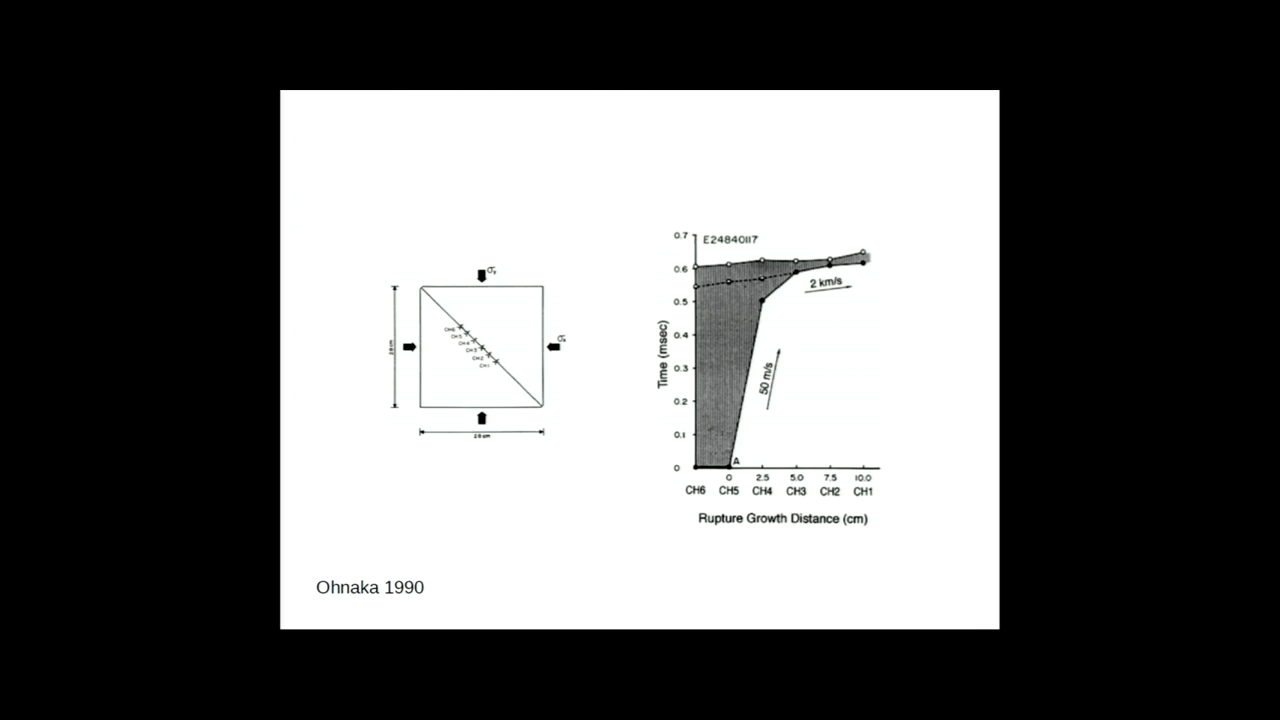 σ
CH6
CH5
CH4
CH3
CH2
CH1
σ
28 cm
E24840117
0.7
0.6
0.5
0.4
0.3
0.2
0.1
0
Time (msec)
2 km/s
50 m/s
A
0 2.5 5.0 7.5 10.0
CH6 CH5 CH4 CH3 CH2 CH1
Rupture Growth Distance (cm)
Ohnaka 1990